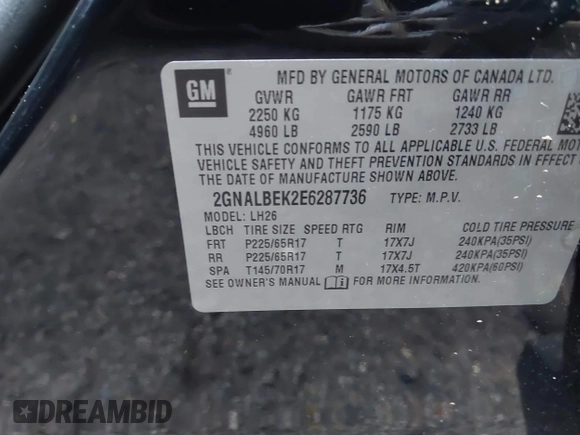 GM
MFD BY GENERAL MOTORS OF CANADA LTD.
GVWR GAWR FRT GAWR RR
2250 KG 1175 KG 1240 KG
4960 LB 2590 LB 2733 LB
THIS VEHICLE CONFORMS TO ALL APPLICABLE U.S. FEDERAL MOT
VEHICLE SAFETY AND THEFT PREVENTION STANDARDS IN EFFECT
THE DATE OF MANUFACTURE SHOWN ABOVE.
2GNALBEK2E6287736 TYPE: M.P.V.
MODEL: LH26
LBCH TIRE SIZE SPEED RTG RIM COLD TIRE PRESSUR
FRT P225/65R17 T 17X7J 240KPA(35PSI)
RR P225/65R17 T 17X7J 240KPA(35PSI)
SPA T145/70R17 M 17X4.5T 420KPA(60PSI)
SEE OWNER'S MANUAL FOR ADDITIONAL INFORMATION
DREAMBID